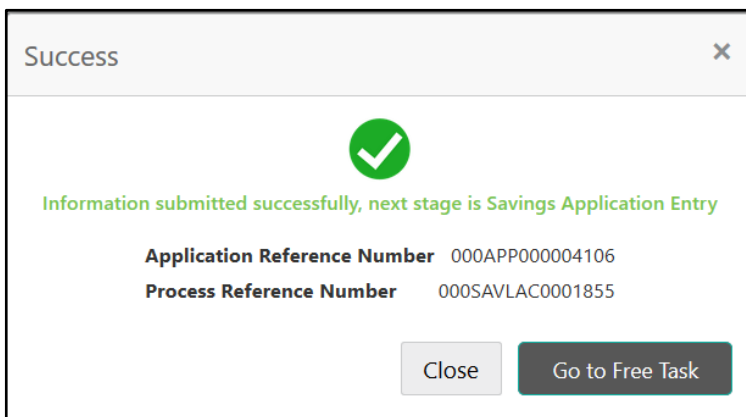 Success ×
Information submitted successfully, next stage is Savings Application Entry
Application Reference Number 000APP000004106
Process Reference Number 000SAVLAC0001855
Close Go to Free Task